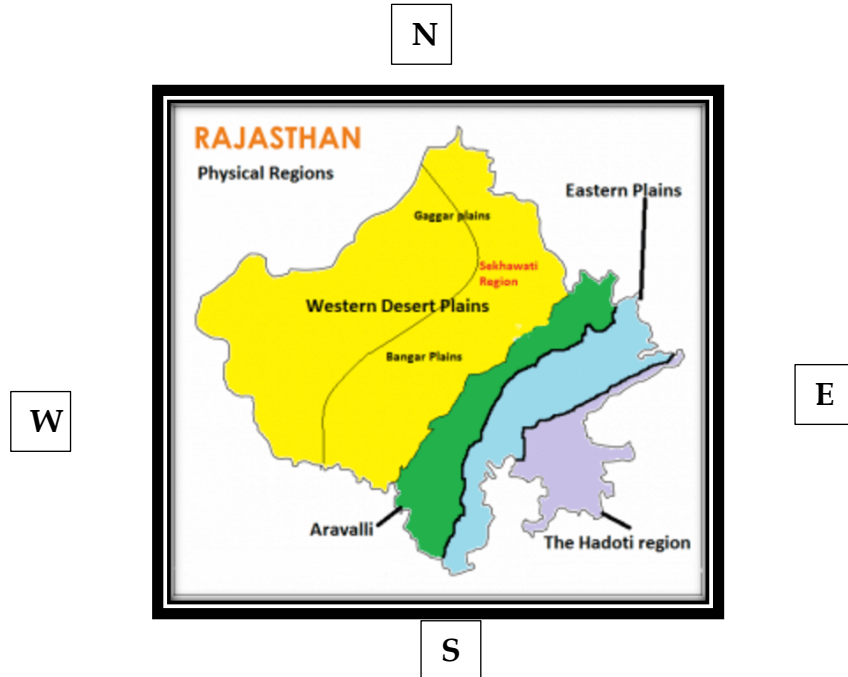 N
RAJASTHAN
Physical Regions
Eastern Plains
Gaggar plains
Sekhawati
Region
Western Desert Plains
Bangar Plains
W
E
Aravalli
The Hadoti region
S